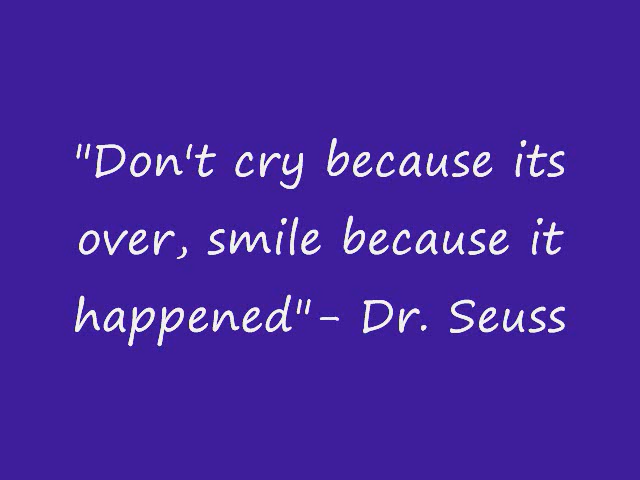 "Don't cry because its
over, smile because it
happened"- Dr. Seuss